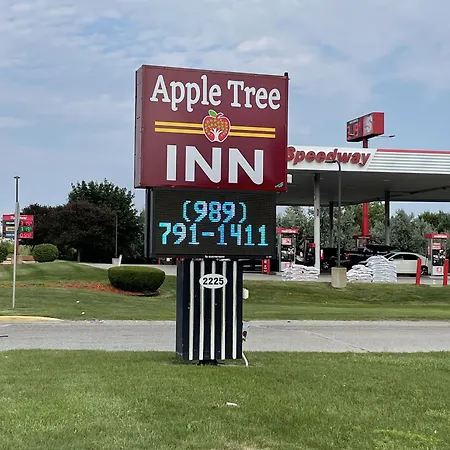 Apple Tree
INN
(989)
791-1411
2225
Speedway